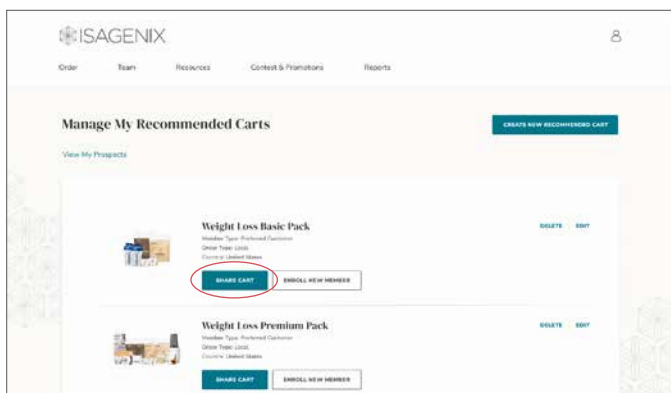 ISAGENIX
Order Team Resources Contest & Promotions Reports
Manage My Recommended Carts
CREATE NEW RECOMMENDED CART
View My Prospects
Weight Loss Basic Pack
DELETE EDIT
Member Type: Preferred Customer
Order Type: Local
Country: United States
SHARE CART ENROLL NEW MEMBER
Weight Loss Premium Pack
DELETE EDIT
Member Type: Preferred Customer
Order Type: Local
Country: United States
SHARE CART ENROLL NEW MEMBER